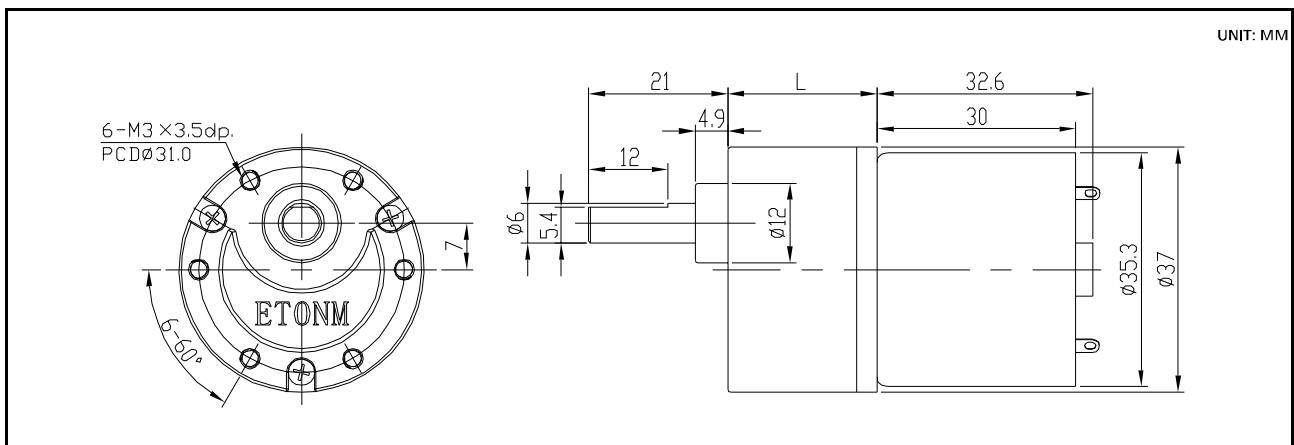 UNIT: MM
21
L
32.6
4.9
30
6-M3×3.5dp.
PCDø31.0
12
ø6
5.4
ø12
7
ø35.3
ø37
ETONM
6-60°